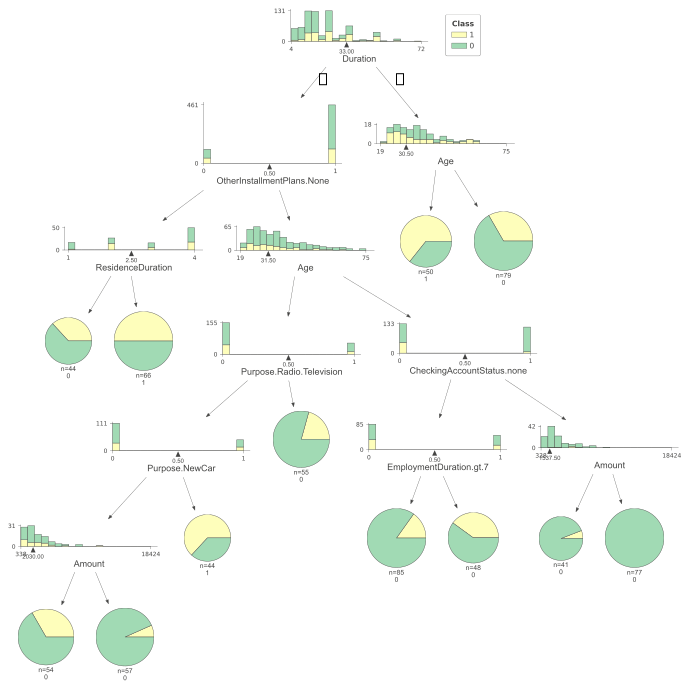 131
0
4
33.00
72
Duration
Class
1
0
461
0
0
0.50
1
OtherInstallmentPlans.None
18
0
19
30.50
75
Age
50
0
1
2.50
4
ResidenceDuration
65
0
19
31.50
75
Age
n=50
1
n=79
0
n=44
0
n=66
1
155
0
0
0.50
1
Purpose.Radio.Television
133
0
0
0.50
1
CheckingAccountStatus.none
111
0
0
0.50
1
Purpose.NewCar
n=55
0
85
0
0
0.50
1
EmploymentDuration.gt.7
42
0
18424
Amount
31
0
2030.00
18424
Amount
n=44
1
n=85
0
n=48
0
n=41
0
n=77
0
n=54
0
n=57
0